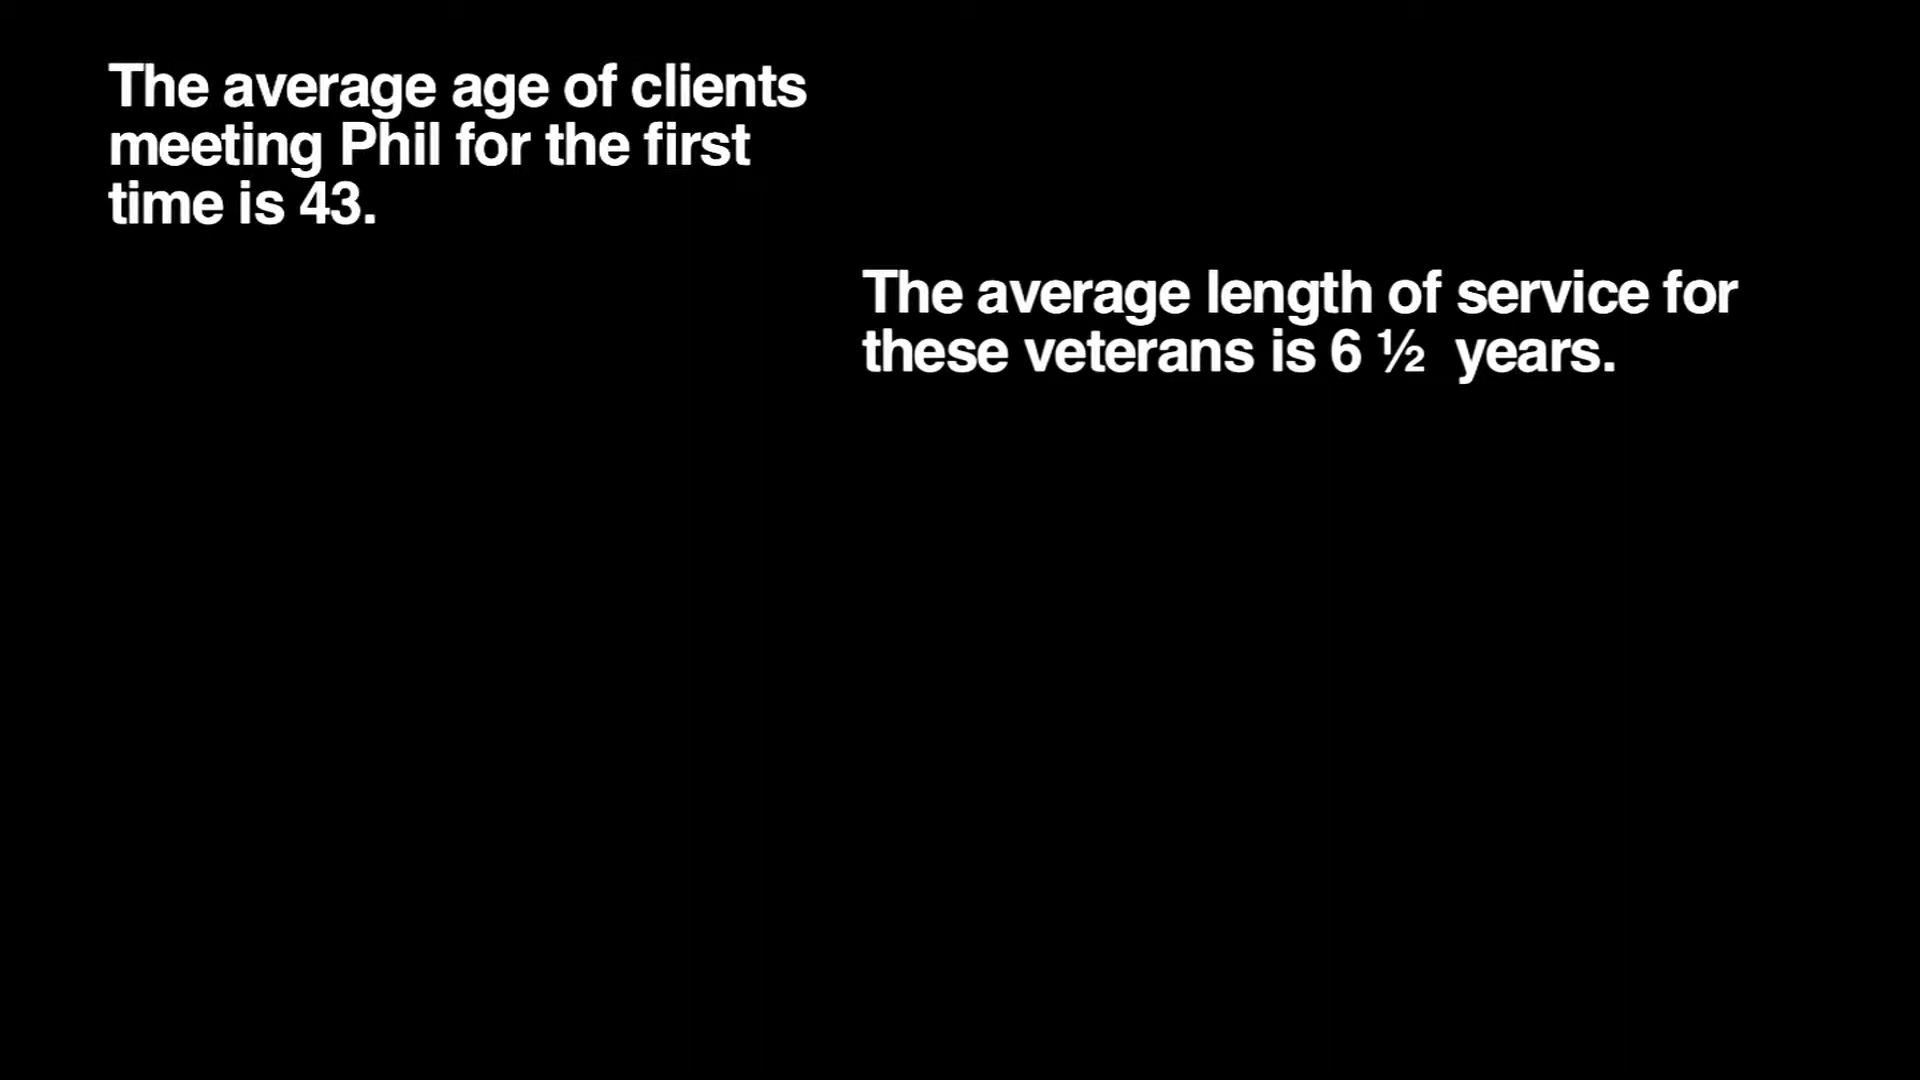 The average age of clients
meeting Phil for the first
time is 43.
The average length of service for
these veterans is 6 ½  years.